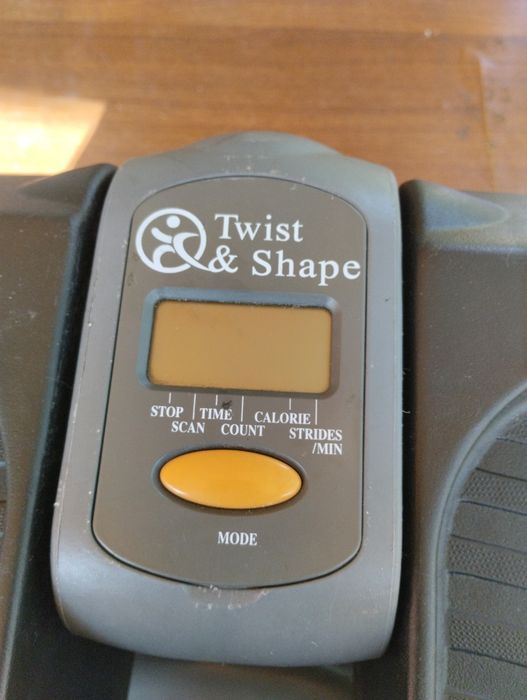 Twist
& Shape
STOP TIME CALORIE
SCAN COUNT STRIDES
/MIN
MODE